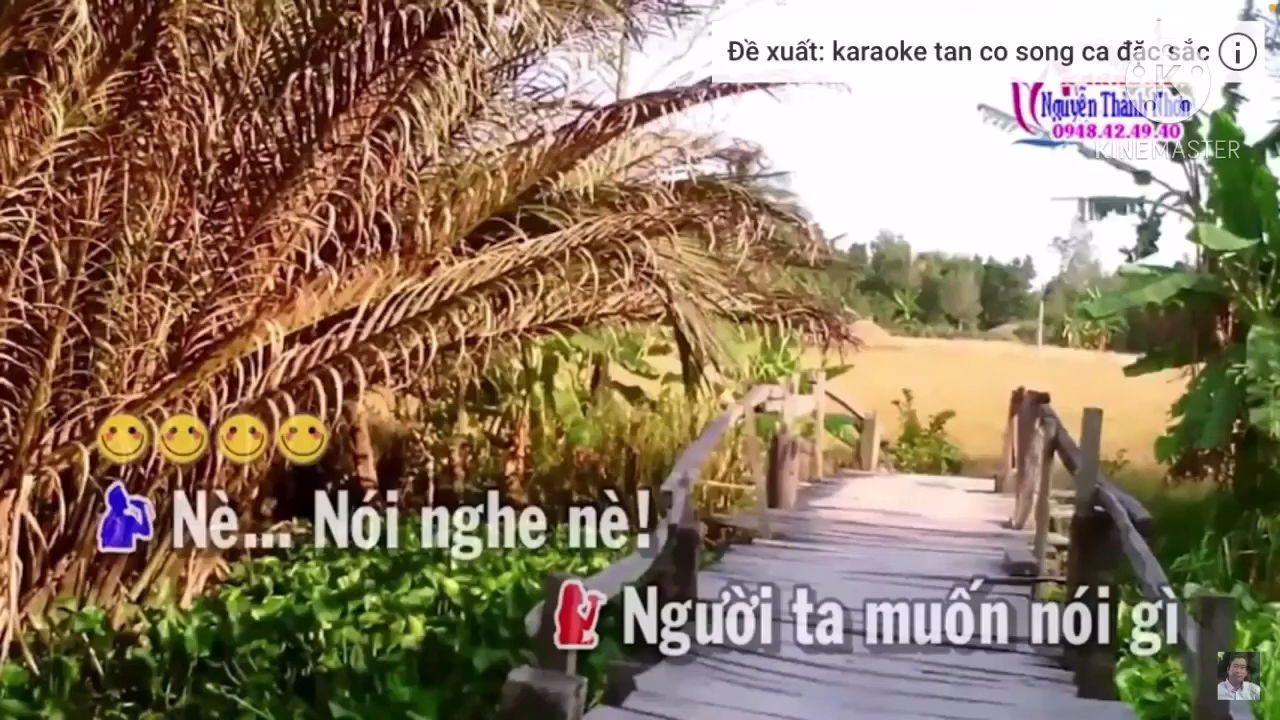 Đề xuất: karaoke tan co song ca đặc sắc
Nguyễn Thành Nhơn
0948.42.49.40
KINEMASTER
Nè... Nói nghe nè!
Người ta muốn nói gì